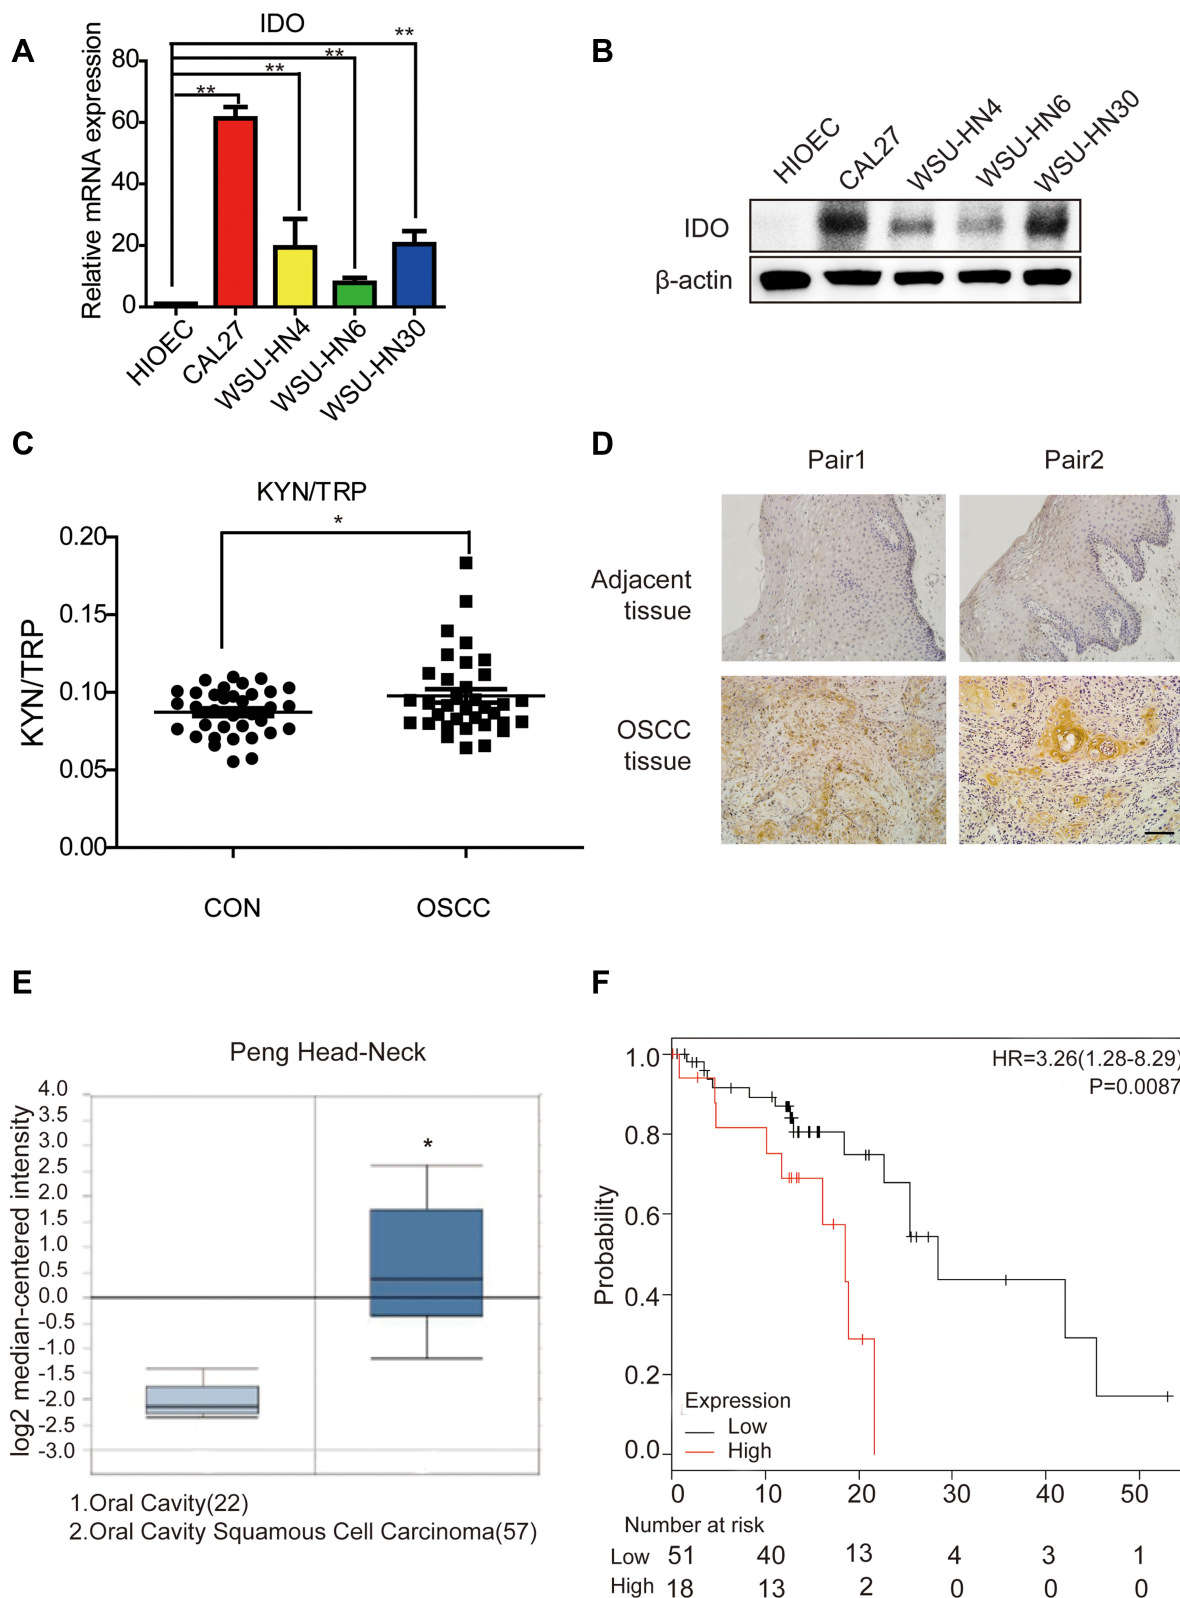 A
IDO
**
**
**
**
Relative mRNA expression
80
60
40
20
0
HIOEC
CAL27
WSU-HN4
WSU-HN6
WSU-HN30
B
HIOEC
CAL27
WSU-HN4
WSU-HN6
WSU-HN30
IDO
β-actin
C
KYN/TRP
*
KYN/TRP
0.20
0.15
0.10
0.05
0.00
CON
OSCC
D
Pair1
Pair2
Adjacent
tissue
OSCC
tissue
E
Peng Head-Neck
log2 median-centered intensity
4.0
3.5
3.0
2.5
2.0
1.5
1.0
0.5
0.0
-0.5
-1.0
-1.5
-2.0
-2.5
-3.0
*
1.Oral Cavity(22)
2.Oral Cavity Squamous Cell Carcinoma(57)
F
HR=3.26(1.28-8.29)
P=0.0087
Probability
1.0
0.8
0.6
0.4
0.2
0.0
Expression
Low
High
0 10 20 30 40 50
Number at risk
Low 51 40 13 4 3 1
High 18 13 2 0 0 0